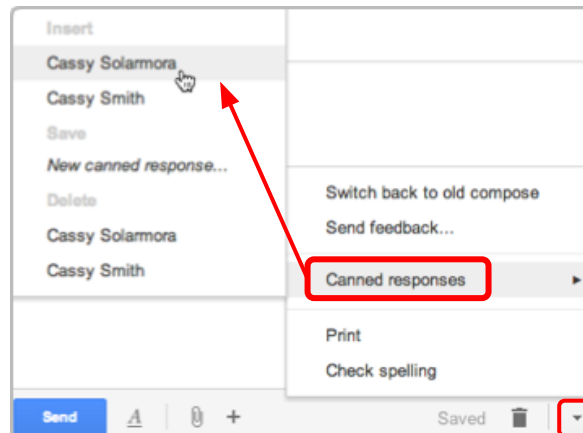 Insert
Cassy Solarmora
Cassy Smith
Save
New canned response...
Delete
Cassy Solarmora
Cassy Smith
Switch back to old compose
Send feedback...
Canned responses
Print
Check spelling
Send A + Saved